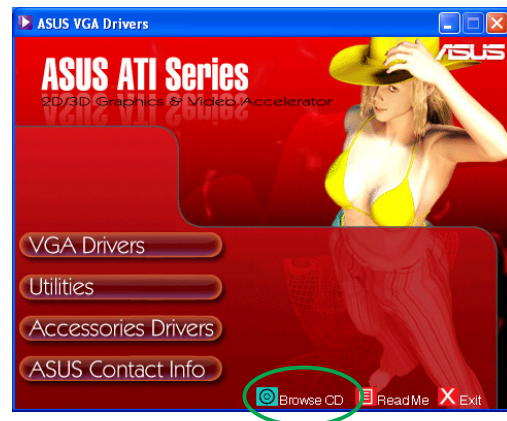 ASUS VGA Drivers
ASUS
ASUS ATI Series
2D/3D Graphics & Video Accelerator
VGA Drivers
Utilities
Accessories Drivers
ASUS Contact Info
Browse CD ReadMe Exit